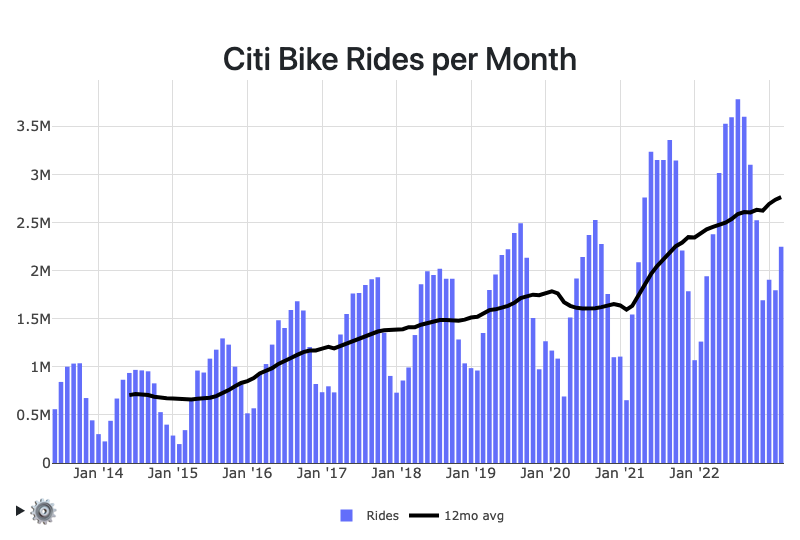 Citi Bike Rides per Month
3.5M
3M
2.5M
2M
1.5M
1M
0.5M
0
Jan '14 Jan '15 Jan '16 Jan '17 Jan '18 Jan '19 Jan '20 Jan '21 Jan '22
Rides 12mo avg